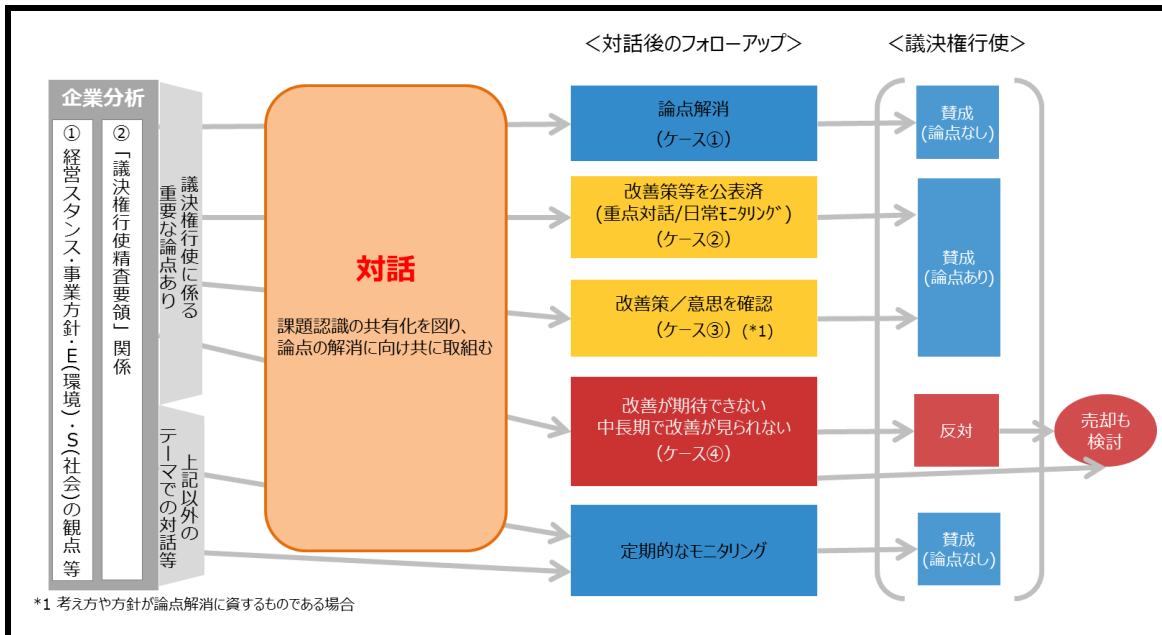 ＜対話後のフォローアップ＞
＜議決権行使＞
企業分析
① 経営スタンス・事業方針・E(環境)・S(社会)の観点 等
② 「議決権行使精査要領」関係
議決権行使に係る
重要な論点あり
上記以外の
テーマでの対話等
対話
課題認識の共有化を図り、
論点の解消に向け共に取組む
論点解消
(ケース①)
改善策等を公表済
(重点対話/日常ﾓﾆﾀﾘﾝｸﾞ)
(ケース②)
改善策／意思を確認
(ケース③) (*1)
改善が期待できない
中長期で改善が見られない
(ケース④)
定期的なモニタリング
賛成
(論点なし)
賛成
(論点あり)
反対
賛成
(論点なし)
売却も
検討
*1 考え方や方針が論点解消に資するものである場合